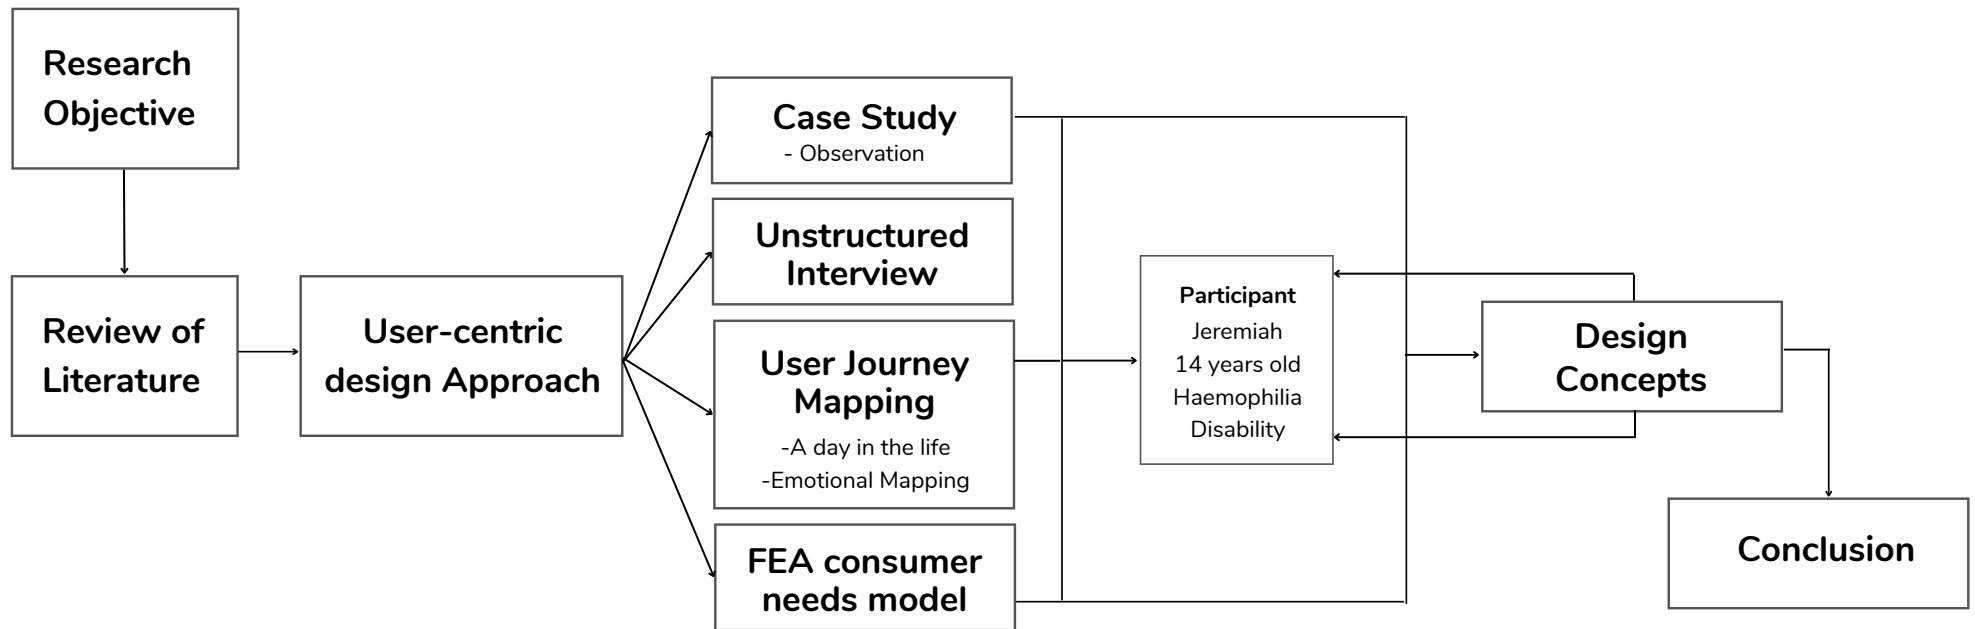 Research
Objective
Review of
Literature
User-centric
design Approach
Case Study
- Observation
Unstructured
Interview
User Journey
Mapping
-A day in the life
-Emotional Mapping
FEA consumer
needs model
Participant
Jeremiah
14 years old
Haemophilia
Disability
Design
Concepts
Conclusion